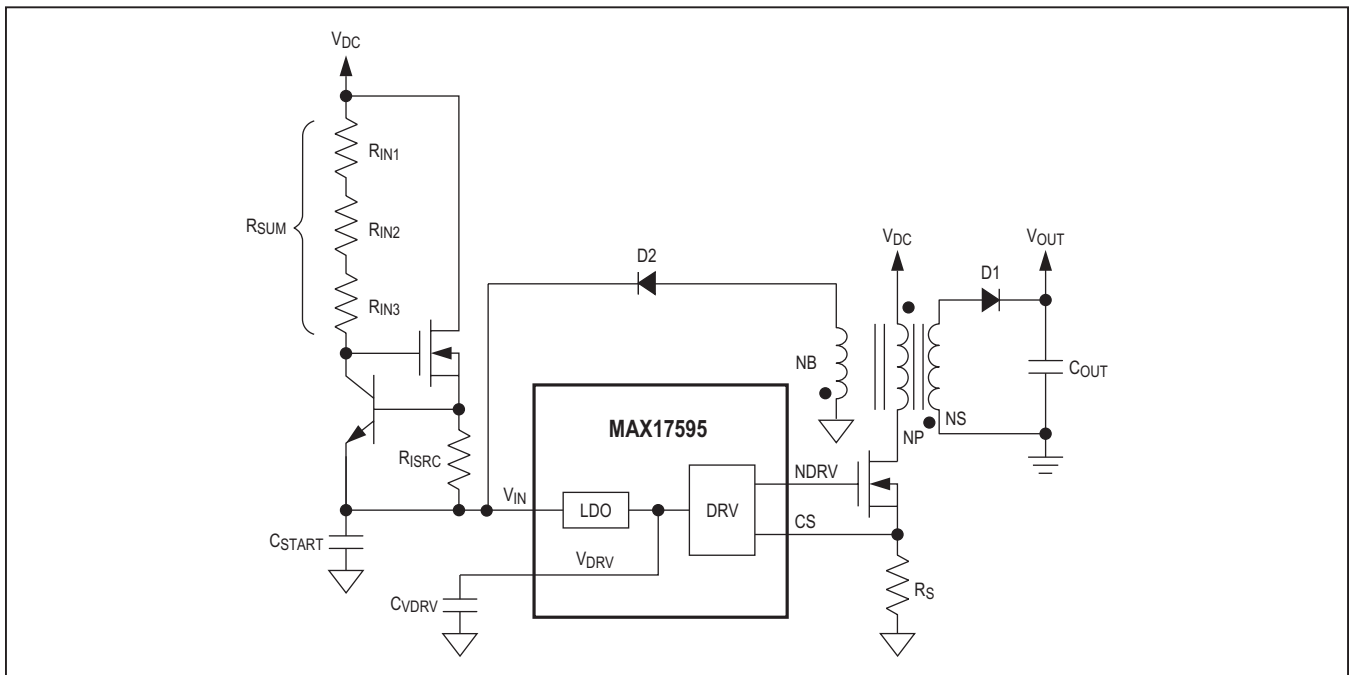 VDC
RIN1
RSUM
RIN2
RIN3
D2
VDC
VOUT
D1
NB
COUT
MAX17595
NS
NP
RISRC
NDRV
VIN
LDO
DRV
CS
CSTART
VDRV
CVDRV
RS